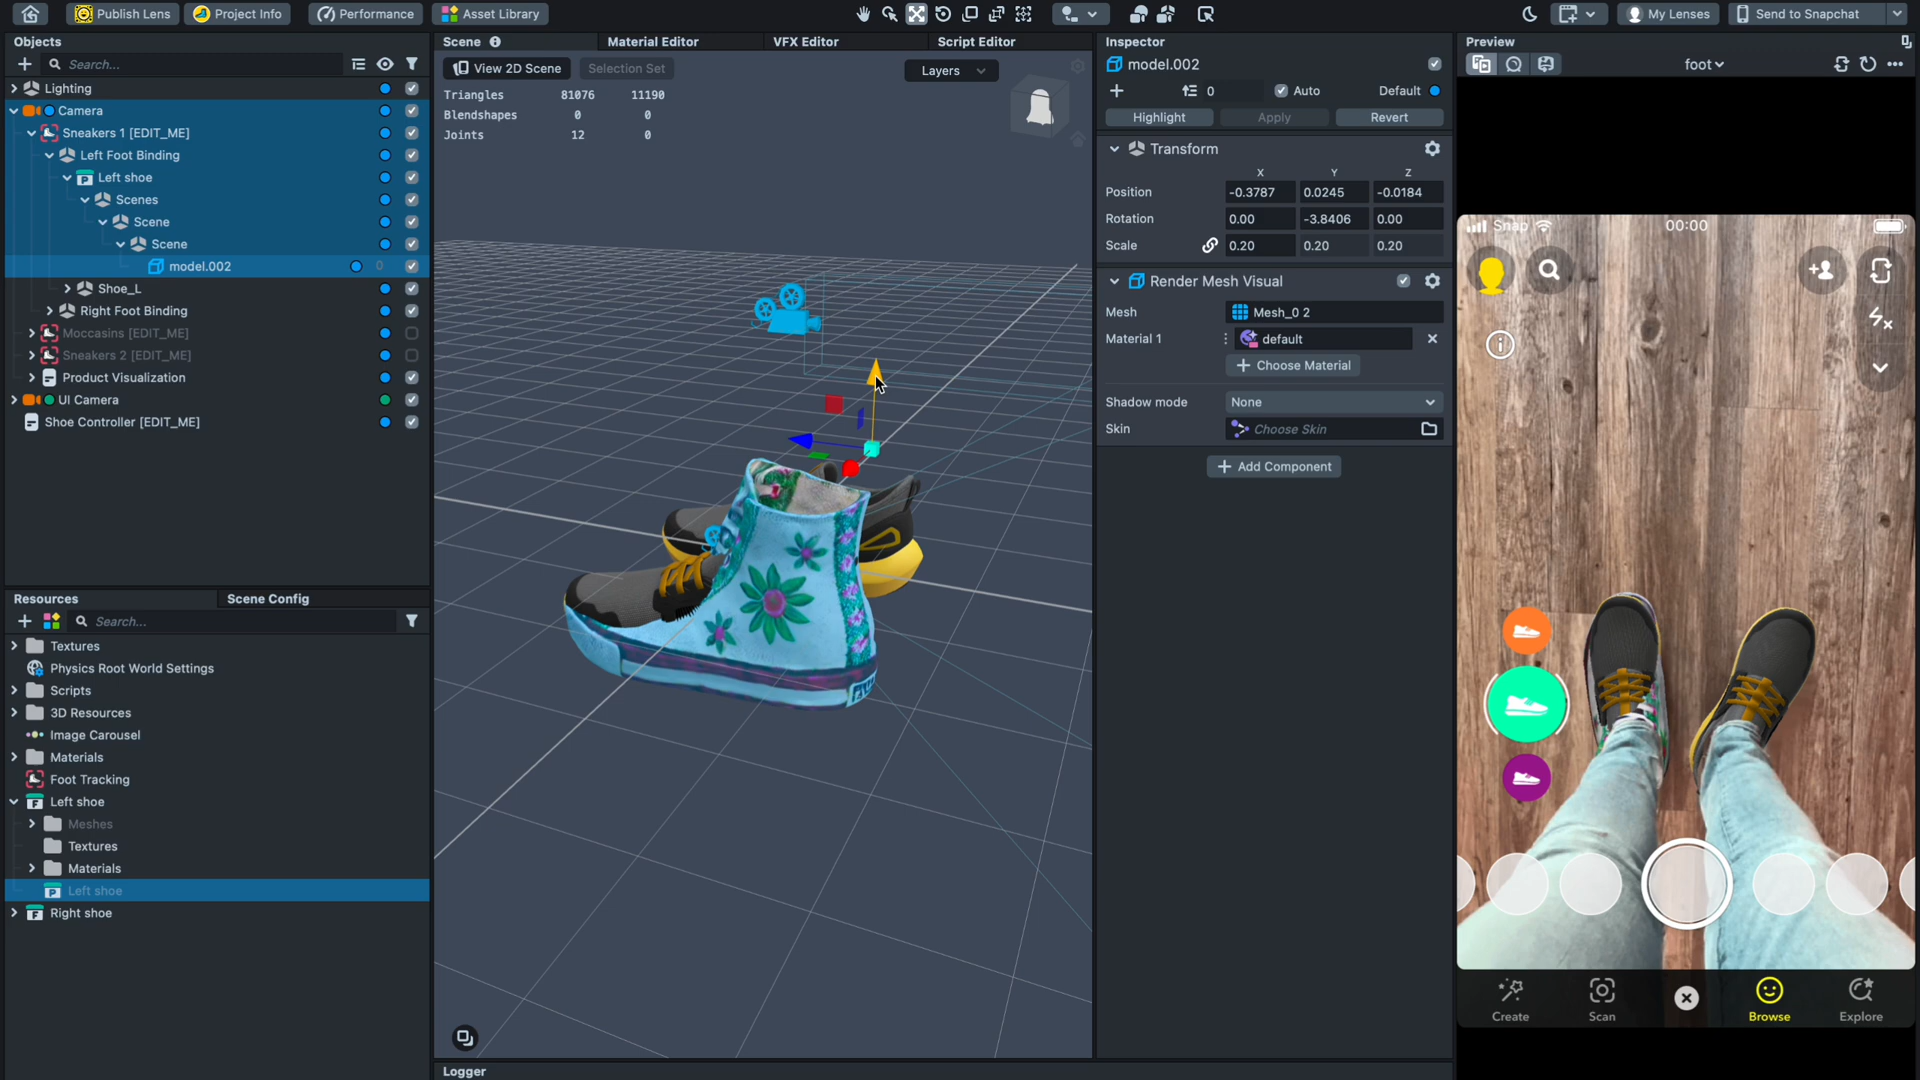 Publish Lens
Project Info
Performance
Asset Library
My Lenses
Send to Snapchat
Objects
Search...
Lighting
Camera
Sneakers 1 [EDIT_ME]
Left Foot Binding
Left shoe
Scenes
Scene
Scene
model.002
0
Shoe_L
Right Foot Binding
Moccasins [EDIT_ME]
Sneakers 2 [EDIT_ME]
Product Visualization
UI Camera
Shoe Controller [EDIT_ME]
Resources
Scene Config
Search...
Textures
Physics Root World Settings
Scripts
3D Resources
Image Carousel
Materials
Foot Tracking
Left shoe
Meshes
Textures
Materials
Left shoe
Right shoe
Scene
Material Editor
VFX Editor
Script Editor
View 2D Scene
Selection Set
Layers
Triangles 81076 11190
Blendshapes 0 0
Joints 12 0
Logger
Inspector
model.002
0
Auto
Default
Highlight
Apply
Revert
Transform
X Y Z
Position -0.3787 0.0245 -0.0184
Rotation 0.00 -3.8406 0.00
Scale 0.20 0.20 0.20
Render Mesh Visual
Mesh Mesh_0 2
Material 1 default
Choose Material
Shadow mode None
Skin Choose Skin
Add Component
Preview
foot
Snap 00:00
Create
Scan
Browse
Explore